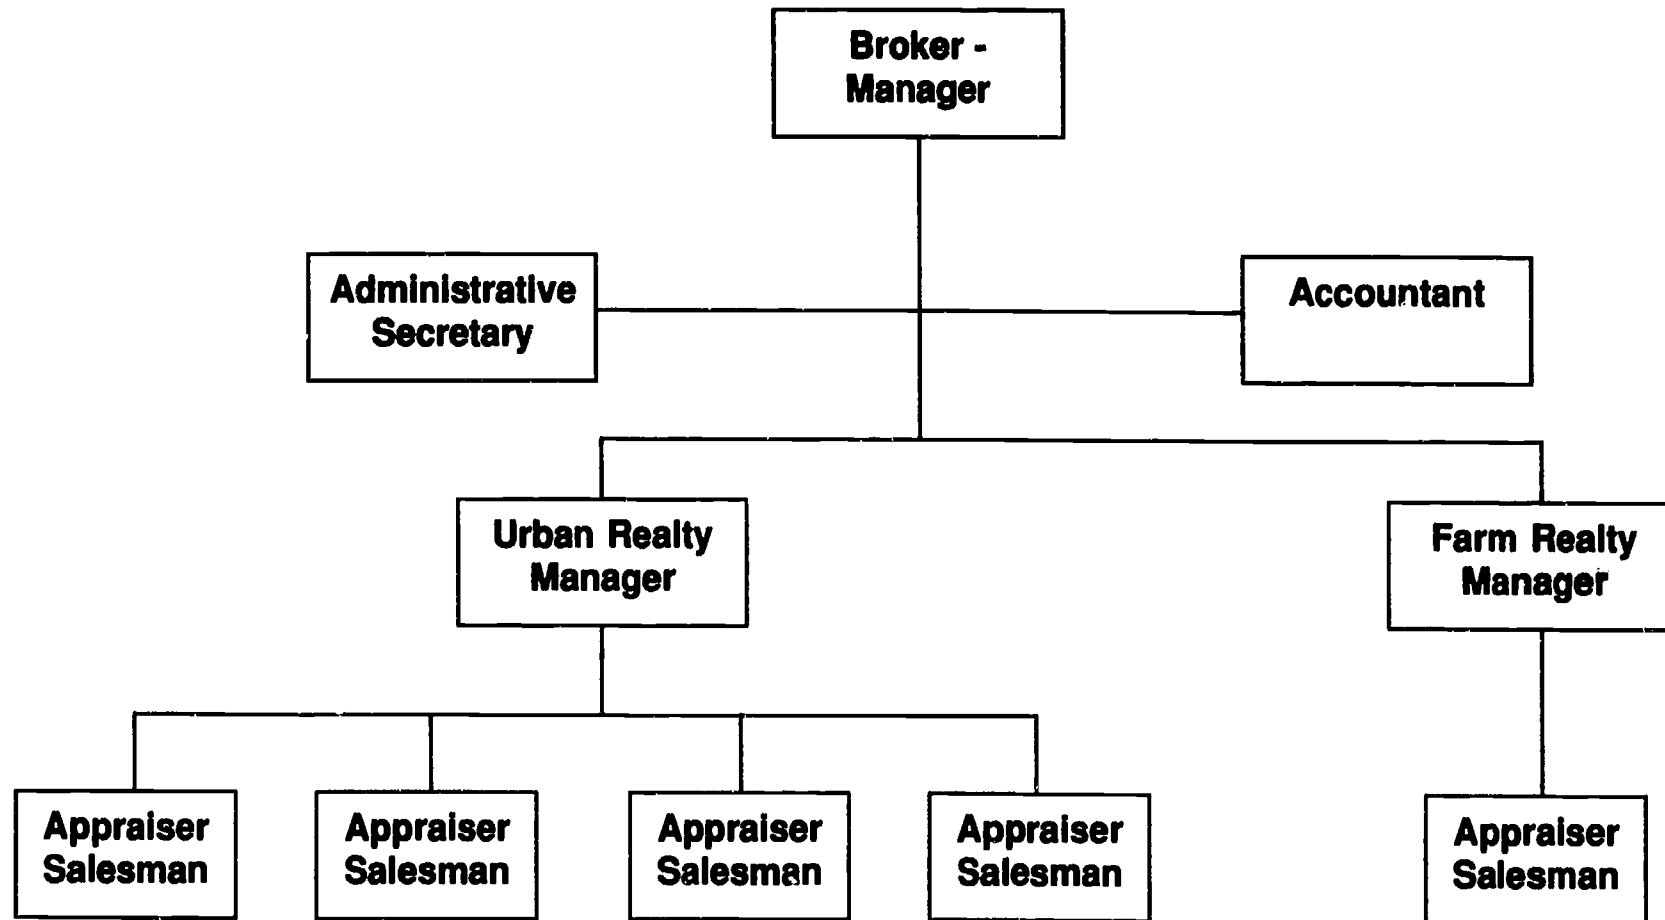 Broker -
Manager
Administrative
Secretary
Accountant
Urban Realty
Manager
Farm Realty
Manager
Appraiser
Salesman
Appraiser
Salesman
Appraiser
Salesman
Appraiser
Salesman
Appraiser
Salesman